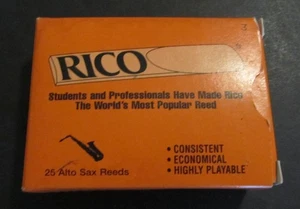 3
RICO
Students and Professionals Have Made Rico
The World's Most Popular Reed
• CONSISTENT
• ECONOMICAL
25 Alto Sax Reeds
• HIGHLY PLAYABLE